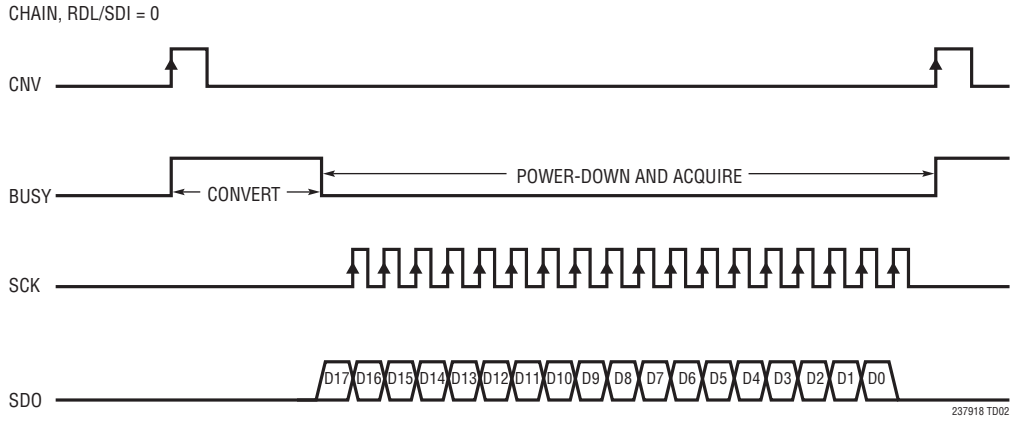 CHAIN, RDL/SDI = 0
CNV
BUSY
CONVERT
POWER-DOWN AND ACQUIRE
SCK
SDO
D17 D16 D15 D14 D13 D12 D11 D10 D9 D8 D7 D6 D5 D4 D3 D2 D1 D0
237918 TD02